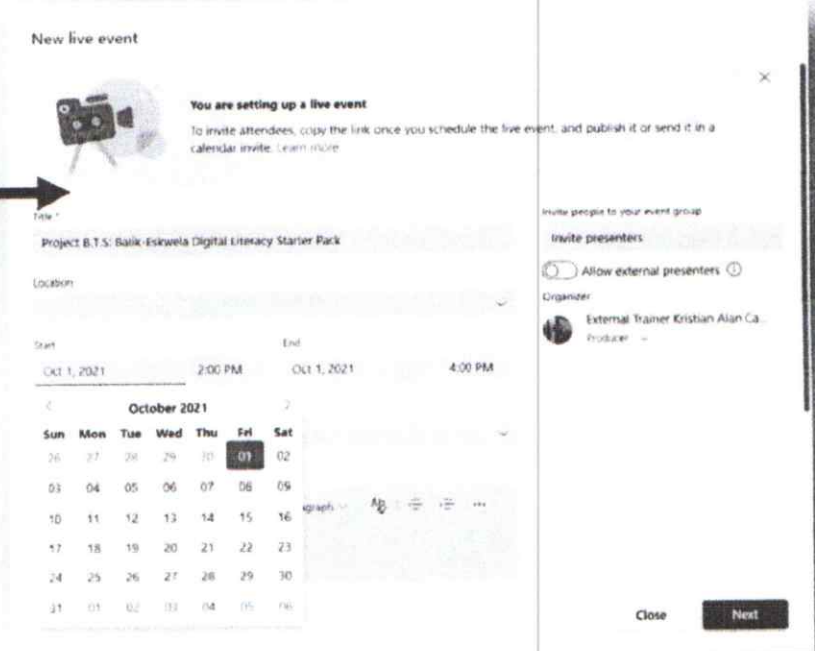 New live event
You are setting up a live event
To invite attendees, copy the link once you schedule the live event, and publish it or send it in a
calendar invite. Learn more
Title *
Project B.T.S: Balik-Eskwela Digital Literacy Starter Pack
Location
Start
End
Oct 1, 2021 2:00 PM Oct 1, 2021 4:00 PM
October 2021
Sun Mon Tue Wed Thu Fri Sat
26 27 28 29 30 01 02
03 04 05 06 07 08 09
10 11 12 13 14 15 16
17 18 19 20 21 22 23
24 25 26 27 28 29 30
31 01 02 03 04 05 06
agraph
Invite people to your event group
Invite presenters
Allow external presenters
Organizer
External Trainer Kristian Alan Ca...
Producer
Close Next